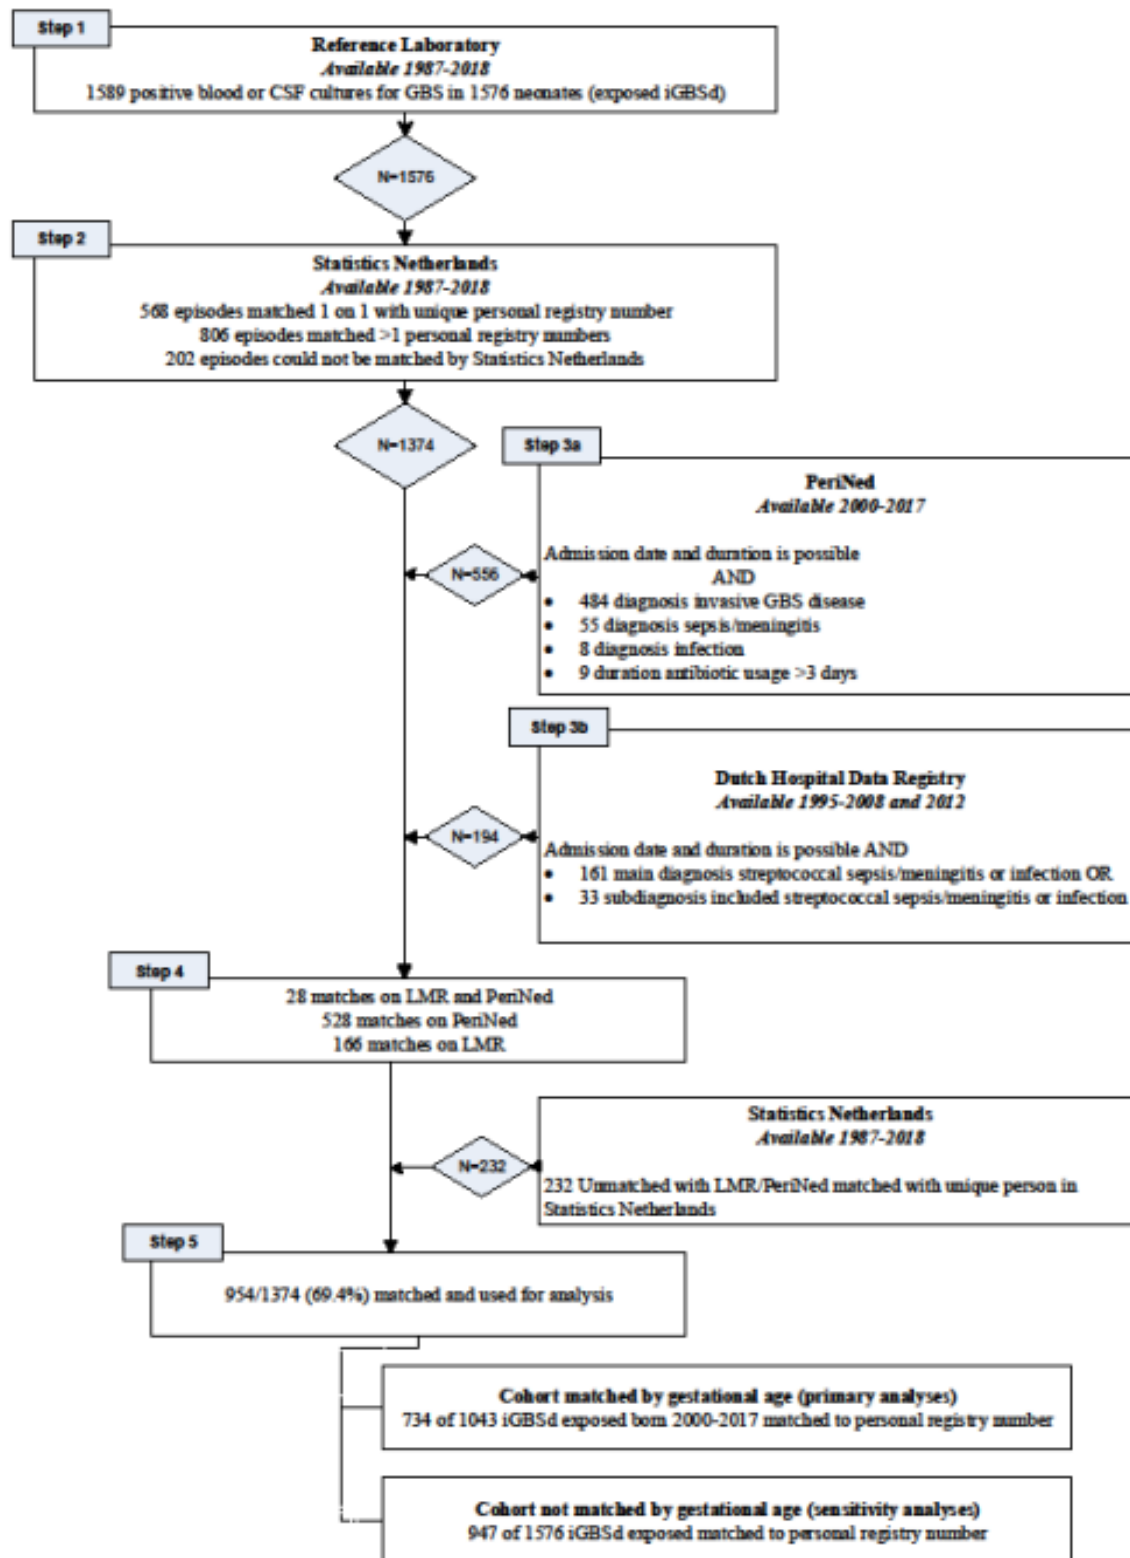 Step 1
Reference Laboratory
Available 1987-2018
1589 positive blood or CSF cultures for GBS in 1576 neonates (exposed iGBSd)
N=1576
Step 2
Statistics Netherlands
Available 1987-2018
568 episodes matched 1 on 1 with unique personal registry number
806 episodes matched >1 personal registry numbers
202 episodes could not be matched by Statistics Netherlands
N=1374
Step 3a
PeriNed
Available 2000-2017
Admission date and duration is possible
AND
• 484 diagnosis invasive GBS disease
• 55 diagnosis sepsis/meningitis
• 8 diagnosis infection
• 9 duration antibiotic usage >3 days
N=556
Step 3b
Dutch Hospital Data Registry
Available 1995-2008 and 2012
Admission date and duration is possible AND
• 161 main diagnosis streptococcal sepsis/meningitis or infection OR
• 33 subdiagnosis included streptococcal sepsis/meningitis or infection
N=194
Step 4
28 matches on LMR and PeriNed
528 matches on PeriNed
166 matches on LMR
Statistics Netherlands
Available 1987-2018
232 Unmatched with LMR/PeriNed matched with unique person in
Statistics Netherlands
N=232
Step 5
954/1374 (69.4%) matched and used for analysis
Cohort matched by gestational age (primary analyses)
734 of 1043 iGBSd exposed born 2000-2017 matched to personal registry number
Cohort not matched by gestational age (sensitivity analyses)
947 of 1576 iGBSd exposed matched to personal registry number